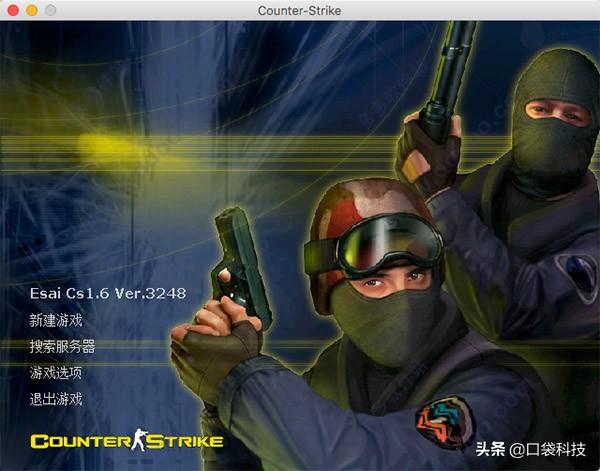 Counter-Strike
Esai Cs1.6 Ver.3248
新建游戏
搜索服务器
游戏选项
退出游戏
COUNTER STRIKE
头条 @口袋科技